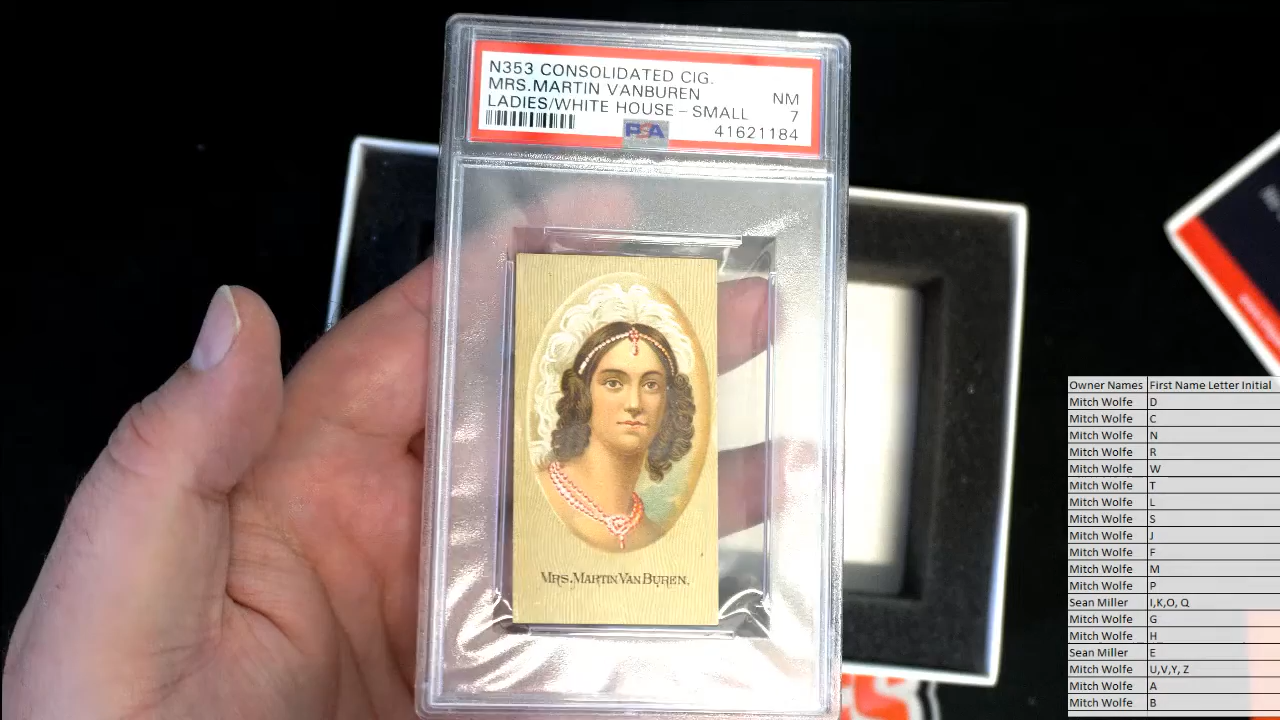 N353 CONSOLIDATED CIG.
MRS.MARTIN VANBUREN NM
LADIES/WHITE HOUSE – SMALL 7
PSA 41621184
MRS. MARTIN VAN BUREN.
Owner Names First Name Letter Initial
Mitch Wolfe D
Mitch Wolfe C
Mitch Wolfe N
Mitch Wolfe R
Mitch Wolfe W
Mitch Wolfe T
Mitch Wolfe L
Mitch Wolfe S
Mitch Wolfe J
Mitch Wolfe F
Mitch Wolfe M
Mitch Wolfe P
Sean Miller I,K,O, Q
Mitch Wolfe G
Mitch Wolfe H
Sean Miller E
Mitch Wolfe U,V,Y, Z
Mitch Wolfe A
Mitch Wolfe B